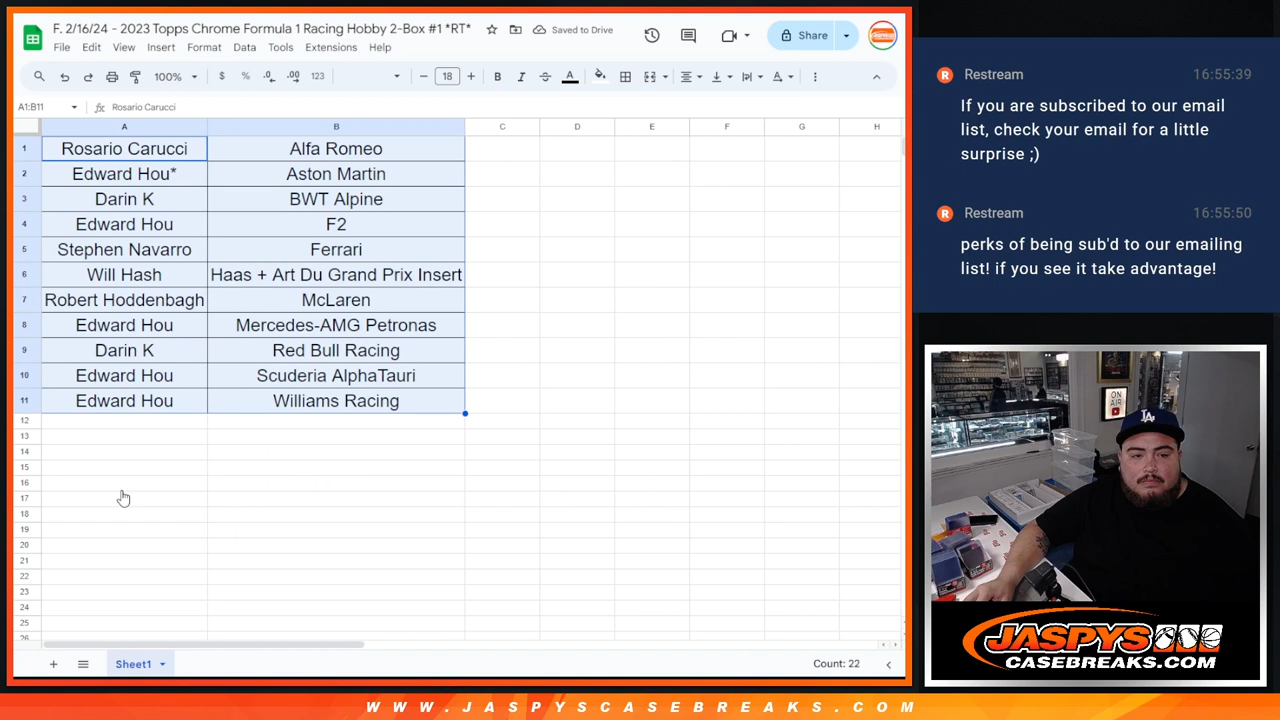 F. 2/16/24 - 2023 Topps Chrome Formula 1 Racing Hobby 2-Box #1 *RT*
Saved to Drive
Share
File Edit View Insert Format Data Tools Extensions Help
100% $ % .0 .00 123 18 B I A
A1:B11 fx Rosario Carucci
A B C D E F G H
1 Rosario Carucci Alfa Romeo
2 Edward Hou* Aston Martin
3 Darin K BWT Alpine
4 Edward Hou F2
5 Stephen Navarro Ferrari
6 Will Hash Haas + Art Du Grand Prix Insert
7 Robert Hoddenbagh McLaren
8 Edward Hou Mercedes-AMG Petronas
9 Darin K Red Bull Racing
10 Edward Hou Scuderia AlphaTauri
11 Edward Hou Williams Racing
12
13
14
15
16
17
18
19
20
21
22
23
24
25
26
Sheet1
Count: 22
R Restream 16:55:39
If you are subscribed to our email
list, check your email for a little
surprise ;)
R Restream 16:55:50
perks of being sub'd to our emailing
list! if you see it take advantage!
ON
AIR
LA
JASPYS
CASEBREAKS.COM
WWW.JASPYSCASEBREAKS.COM